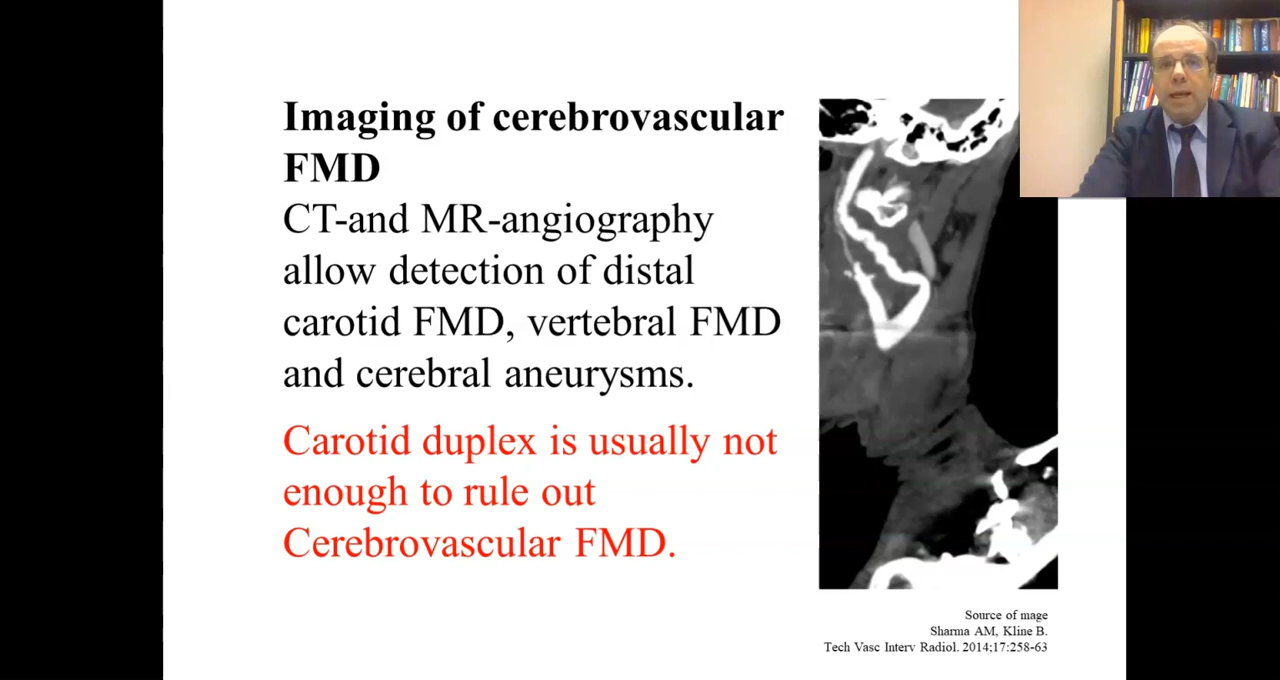 Imaging of cerebrovascular
FMD
CT-and MR-angiography
allow detection of distal
carotid FMD, vertebral FMD
and cerebral aneurysms.
Carotid duplex is usually not
enough to rule out
Cerebrovascular FMD.
Source of mage
Sharma AM, Kline B.
Tech Vasc Interv Radiol. 2014;17:258-63